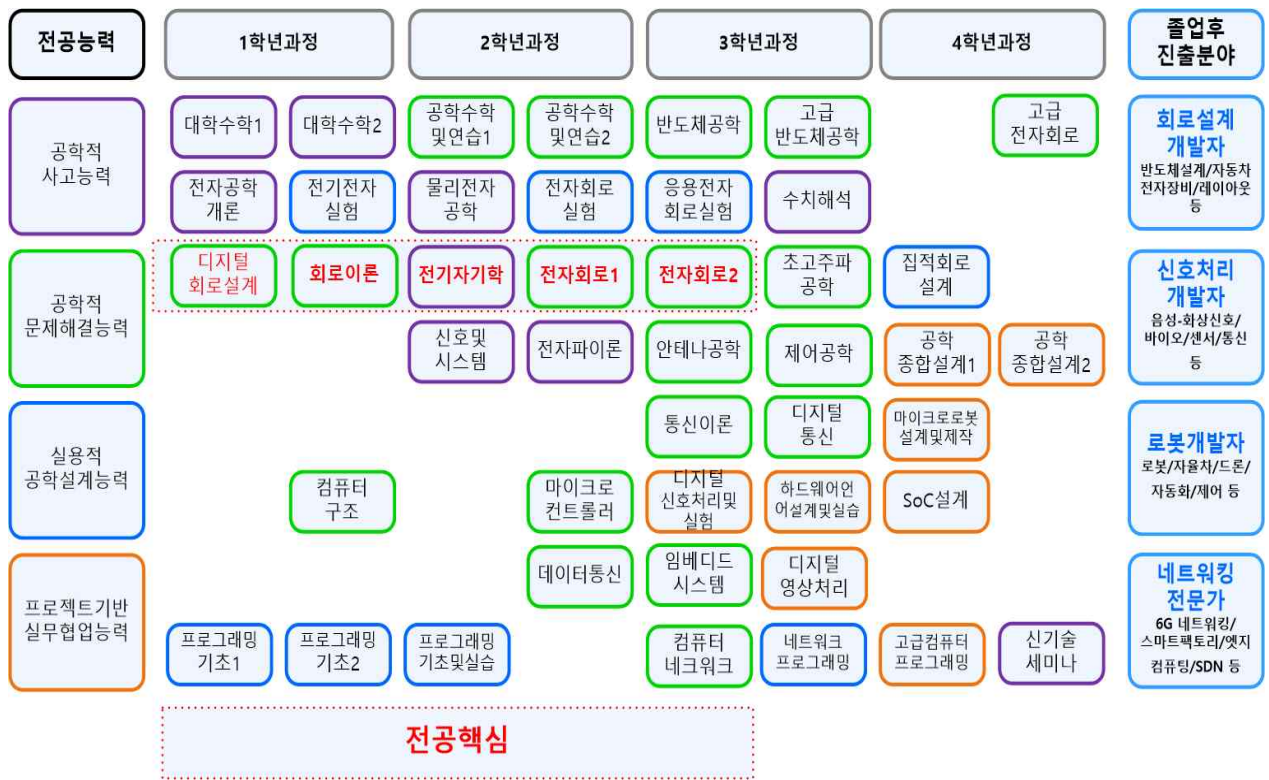 전공능력
1학년과정
2학년과정
3학년과정
4학년과정
졸업후
진출분야
공학적
사고능력
대학수학1
대학수학2
공학수학
및연습1
공학수학
및연습2
반도체공학
고급
반도체공학
고급
전자회로
회로설계
개발자
반도체설계/자동차
전자장비/레이아웃
등
전자공학
개론
전기전자
실험
물리전자
공학
전자회로
실험
응용전자
회로실험
수치해석
공학적
문제해결능력
디지털
회로설계
회로이론
전기자기학
전자회로1
전자회로2
초고주파
공학
집적회로
설계
신호처리
개발자
음성·화상신호/
바이오/센서/통신
등
신호및
시스템
전자파이론
안테나공학
제어공학
공학
종합설계1
공학
종합설계2
실용적
공학설계능력
통신이론
디지털
통신
마이크로로봇
설계및제작
로봇개발자
로봇/자율차/드론/
자동화/제어 등
컴퓨터
구조
마이크로
컨트롤러
디지털
신호처리및
실험
하드웨어언
어설계및실습
SoC설계
프로젝트기반
실무협업능력
데이터통신
임베디드
시스템
디지털
영상처리
네트워킹
전문가
6G 네트워킹/
스마트팩토리/엣지
컴퓨팅/SDN 등
프로그래밍
기초1
프로그래밍
기초2
프로그래밍
기초및실습
컴퓨터
네크워크
네트워크
프로그래밍
고급컴퓨터
프로그래밍
신기술
세미나
전공핵심